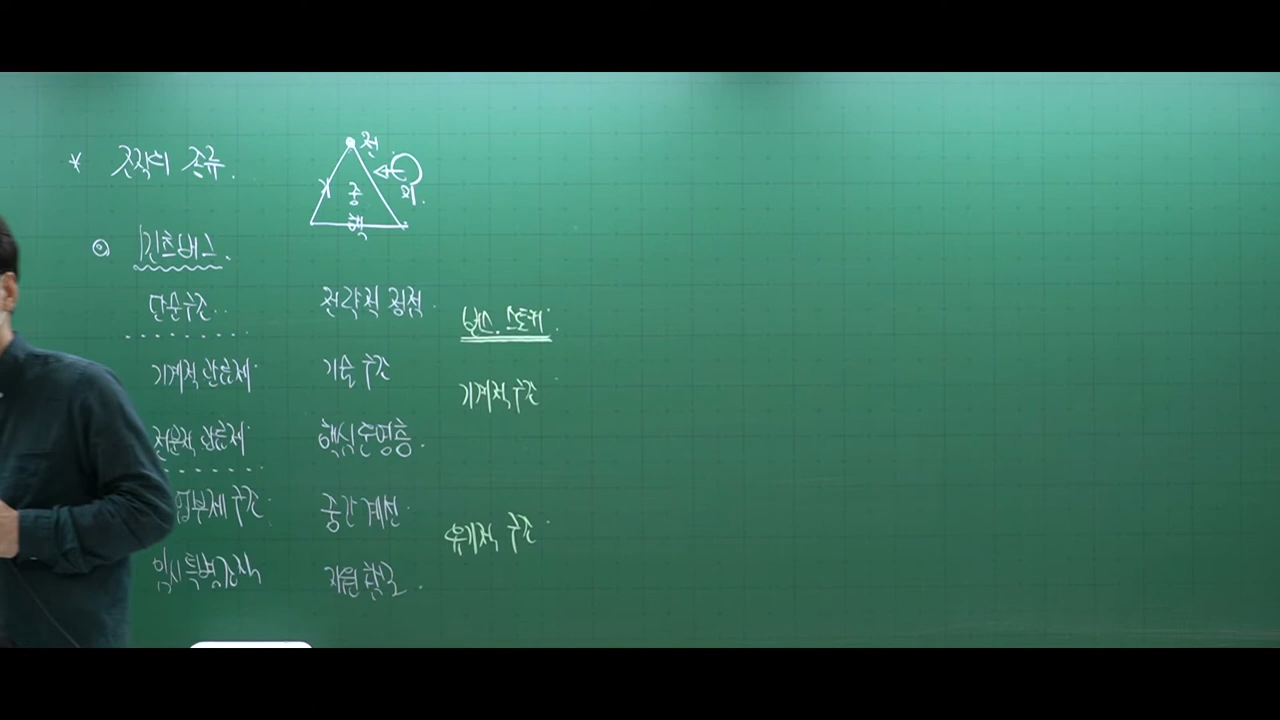 * 조직의 종류.
전
기
중
핵
지.
⊙ 민츠버그.
단순구조. 전략적 정점.
번스. 스토커.
기계적 관료제. 기술 구조
기계적 구조
전문적 관료제 핵심운영층.
업부제 구조. 중간 계선.
유기적 구조
임시특별조직 지원참모.